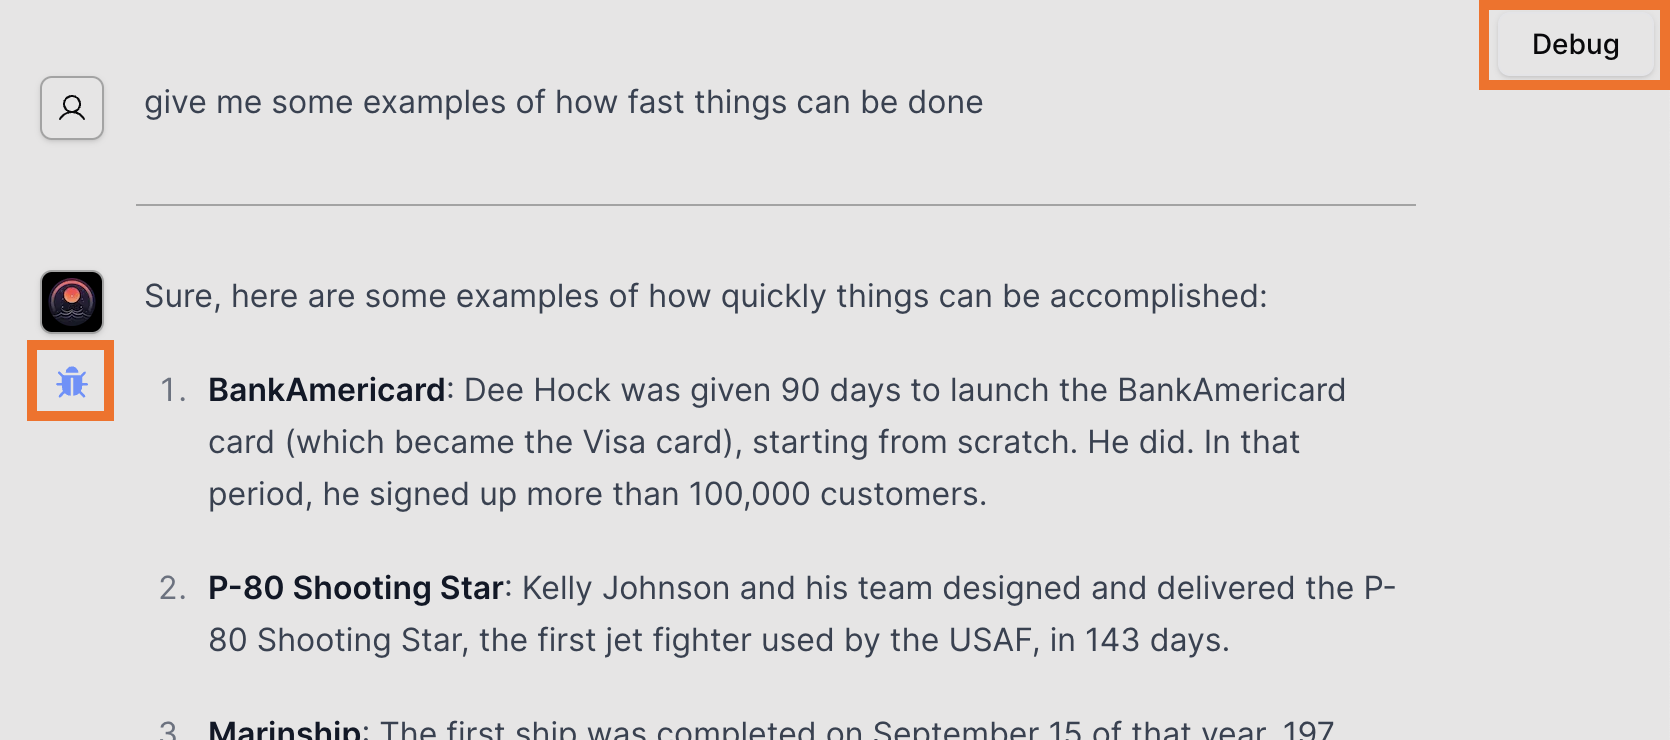 Debug
give me some examples of how fast things can be done
Sure, here are some examples of how quickly things can be accomplished:
1. BankAmericard: Dee Hock was given 90 days to launch the BankAmericard
card (which became the Visa card), starting from scratch. He did. In that
period, he signed up more than 100,000 customers.
2. P-80 Shooting Star: Kelly Johnson and his team designed and delivered the P-
80 Shooting Star, the first jet fighter used by the USAF, in 143 days.
3. Marinship: The first ship was completed on September 15 of that year, 197